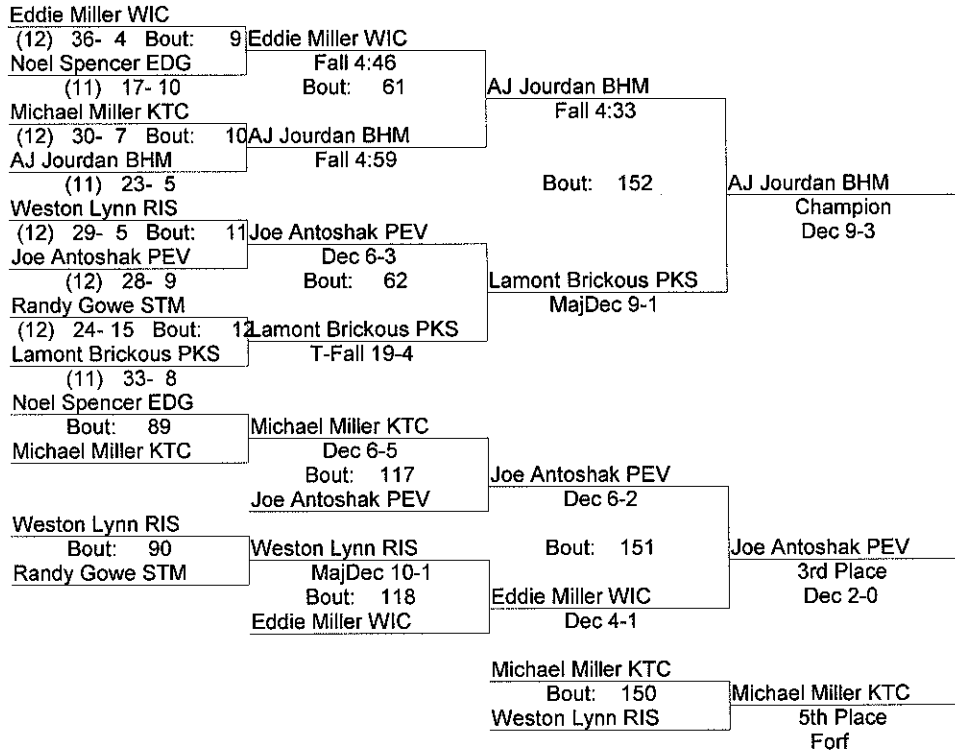 Eddie Miller WIC
(12) 36- 4 Bout: 9 Eddie Miller WIC
Noel Spencer EDG Fall 4:46
(11) 17- 10 Bout: 61 AJ Jourdan BHM
Michael Miller KTC Fall 4:33
(12) 30- 7 Bout: 10 AJ Jourdan BHM
AJ Jourdan BHM Fall 4:59
(11) 23- 5 Bout: 152 AJ Jourdan BHM
Weston Lynn RIS Champion
(12) 29- 5 Bout: 11 Joe Antoshak PEV Dec 9-3
Joe Antoshak PEV Dec 6-3
(12) 28- 9 Bout: 62 Lamont Brickous PKS
Randy Gowe STM MajDec 9-1
(12) 24- 15 Bout: 12 Lamont Brickous PKS
Lamont Brickous PKS T-Fall 19-4
(11) 33- 8
Noel Spencer EDG
Bout: 89 Michael Miller KTC
Michael Miller KTC Dec 6-5
Bout: 117 Joe Antoshak PEV
Joe Antoshak PEV Dec 6-2
Weston Lynn RIS
Bout: 90 Weston Lynn RIS Bout: 151 Joe Antoshak PEV
Randy Gowe STM MajDec 10-1 3rd Place
Bout: 118 Eddie Miller WIC Dec 2-0
Eddie Miller WIC Dec 4-1
Michael Miller KTC
Bout: 150 Michael Miller KTC
Weston Lynn RIS 5th Place
Forf